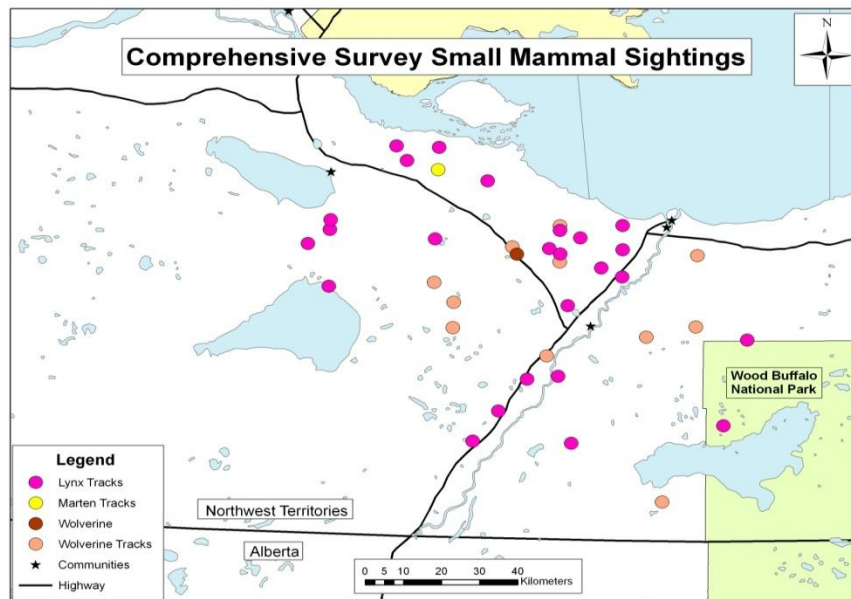 Comprehensive Survey Small Mammal Sightings
N
Wood Buffalo
National Park
Legend
Lynx Tracks
Marten Tracks
Wolverine
Wolverine Tracks
Communities
Highway
Northwest Territories
Alberta
0 5 10 20 30 40
Kilometers